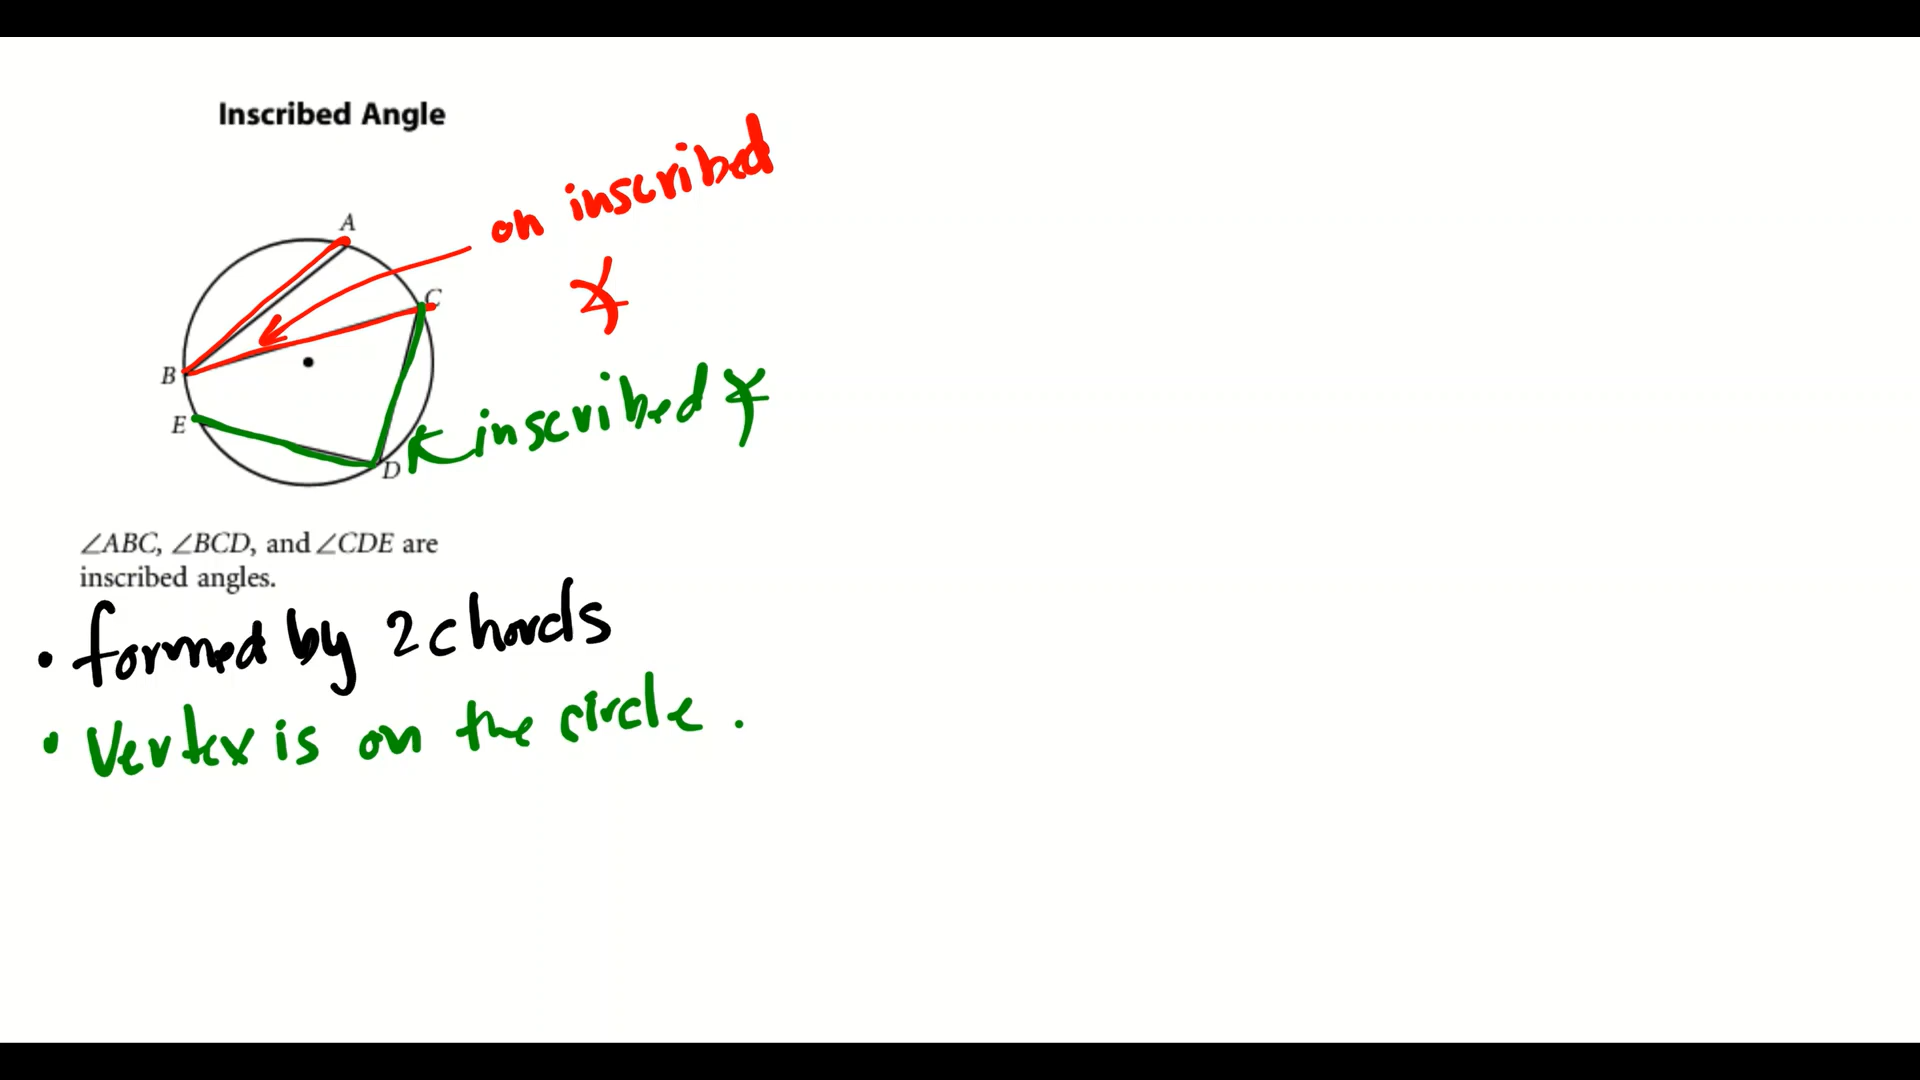 Inscribed Angle
on inscribed
∡
A
C
B
E
D
inscribed ∡
∠ABC, ∠BCD, and ∠CDE are
inscribed angles.
• formed by 2 chords
• Vertex is on the circle.